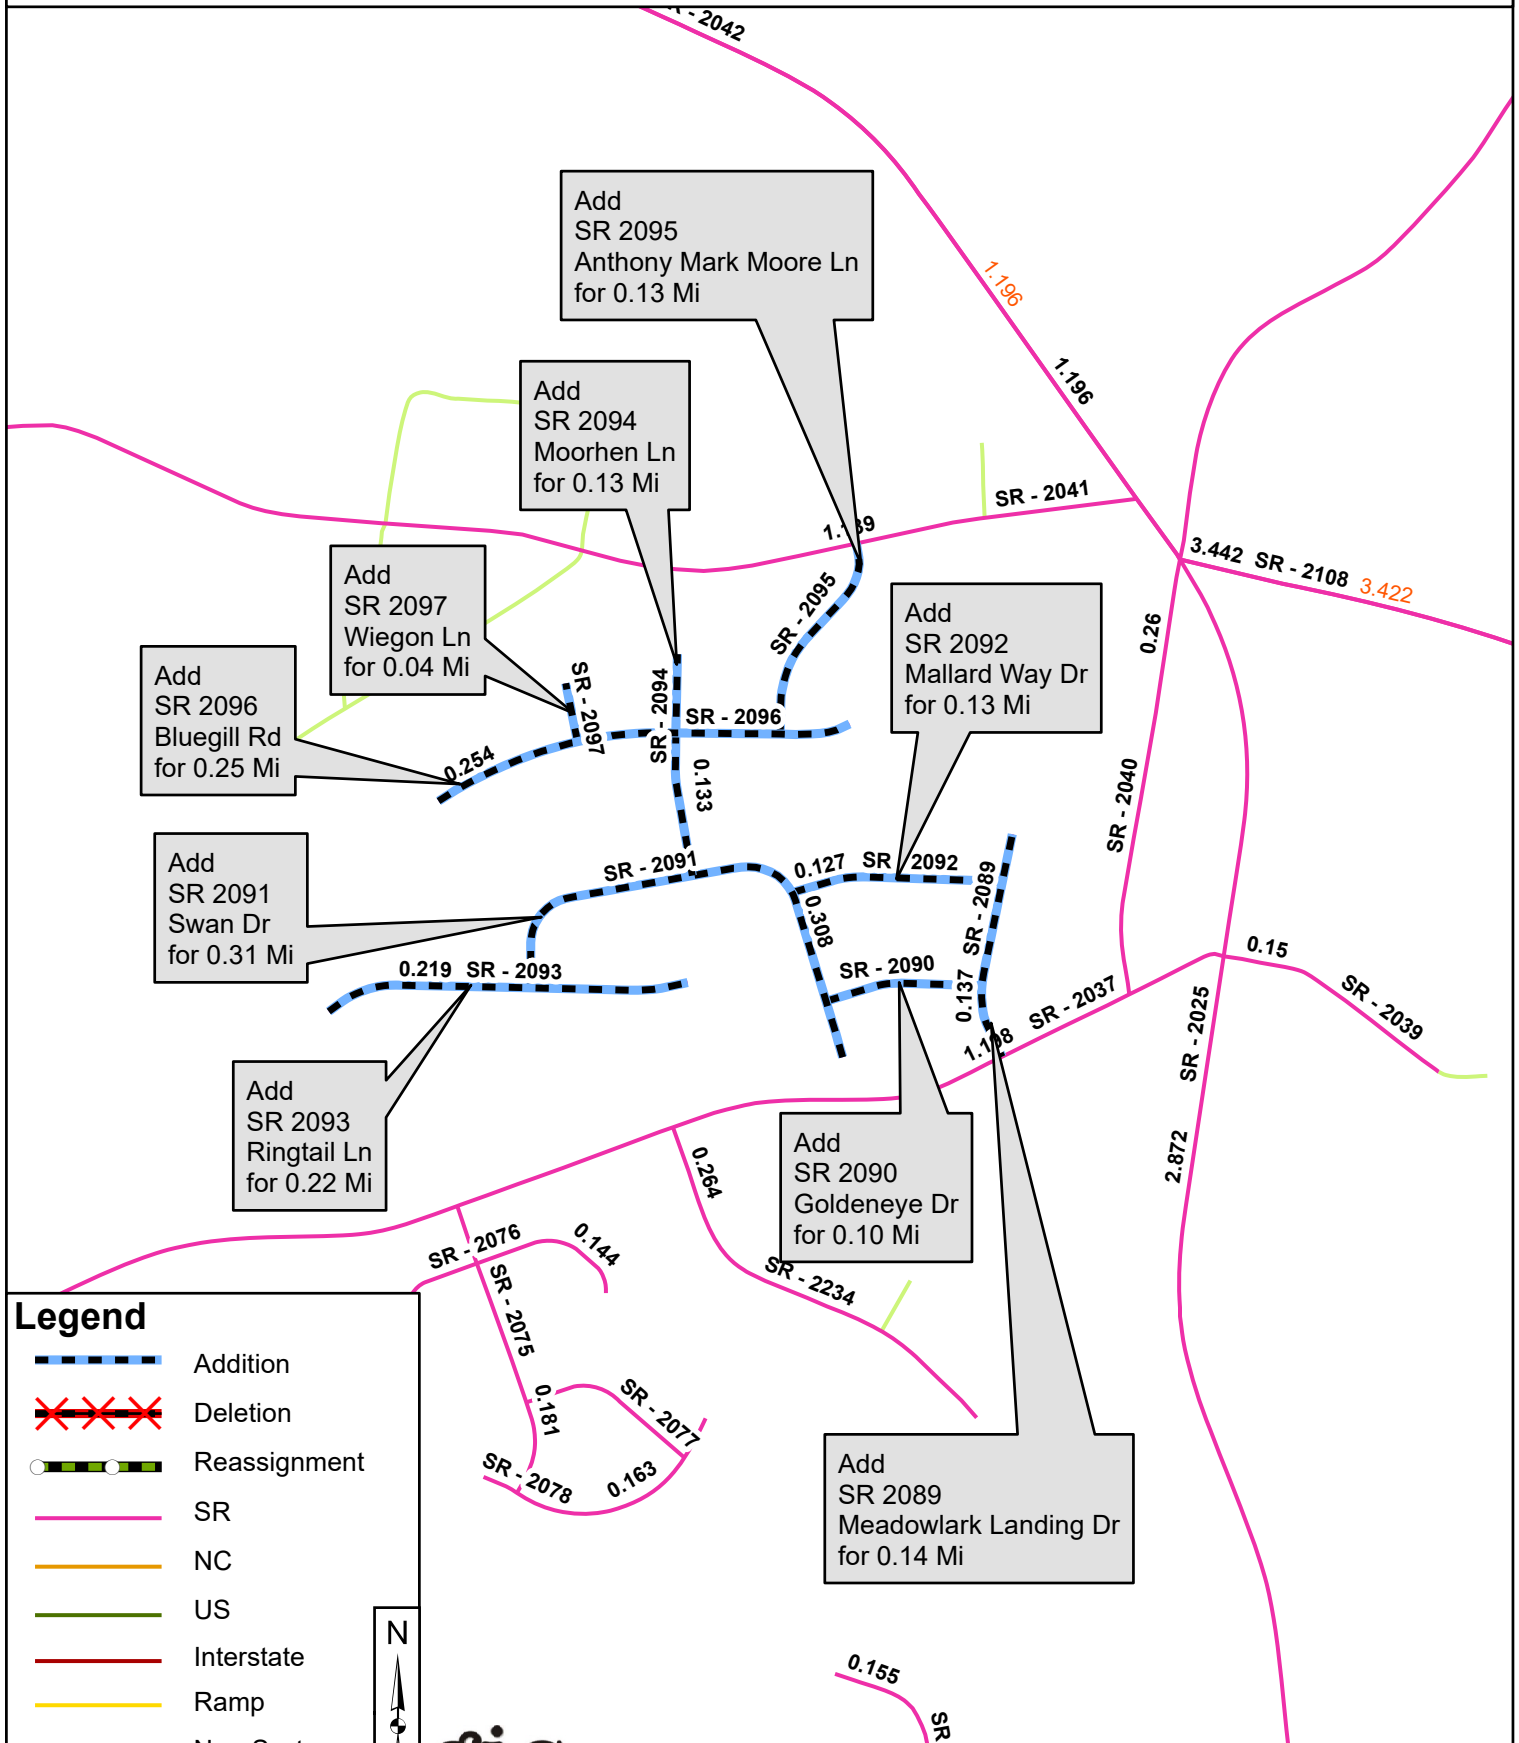 - 2042
Add
SR 2095
Anthony Mark Moore Ln
for 0.13 Mi
1.196
1.196
Add
SR 2094
Moorhen Ln
for 0.13 Mi
SR - 2041
3.442 SR - 2108 3.422
Add
SR 2097
Wiegon Ln
for 0.04 Mi
SR - 2095
Add
SR 2092
Mallard Way Dr
for 0.13 Mi
0.26
Add
SR 2096
Bluegill Rd
for 0.25 Mi
SR - 2097
SR - 2094
SR - 2096
0.254
0.133
SR - 2040
Add
SR 2091
Swan Dr
for 0.31 Mi
SR - 2091
0.127 SR 2092
SR - 2089
0.308
0.219 SR - 2093
SR - 2090
0.137
SR - 2037
0.15
SR - 2039
SR - 2025
Add
SR 2093
Ringtail Ln
for 0.22 Mi
Add
SR 2090
Goldeneye Dr
for 0.10 Mi
0.264
2.872
SR - 2076
0.144
SR - 2075
SR - 2234
0.181
SR - 2077
SR - 2078
0.163
Add
SR 2089
Meadowlark Landing Dr
for 0.14 Mi
0.155
SR
Legend
Addition
Deletion
Reassignment
SR
NC
US
Interstate
Ramp
N